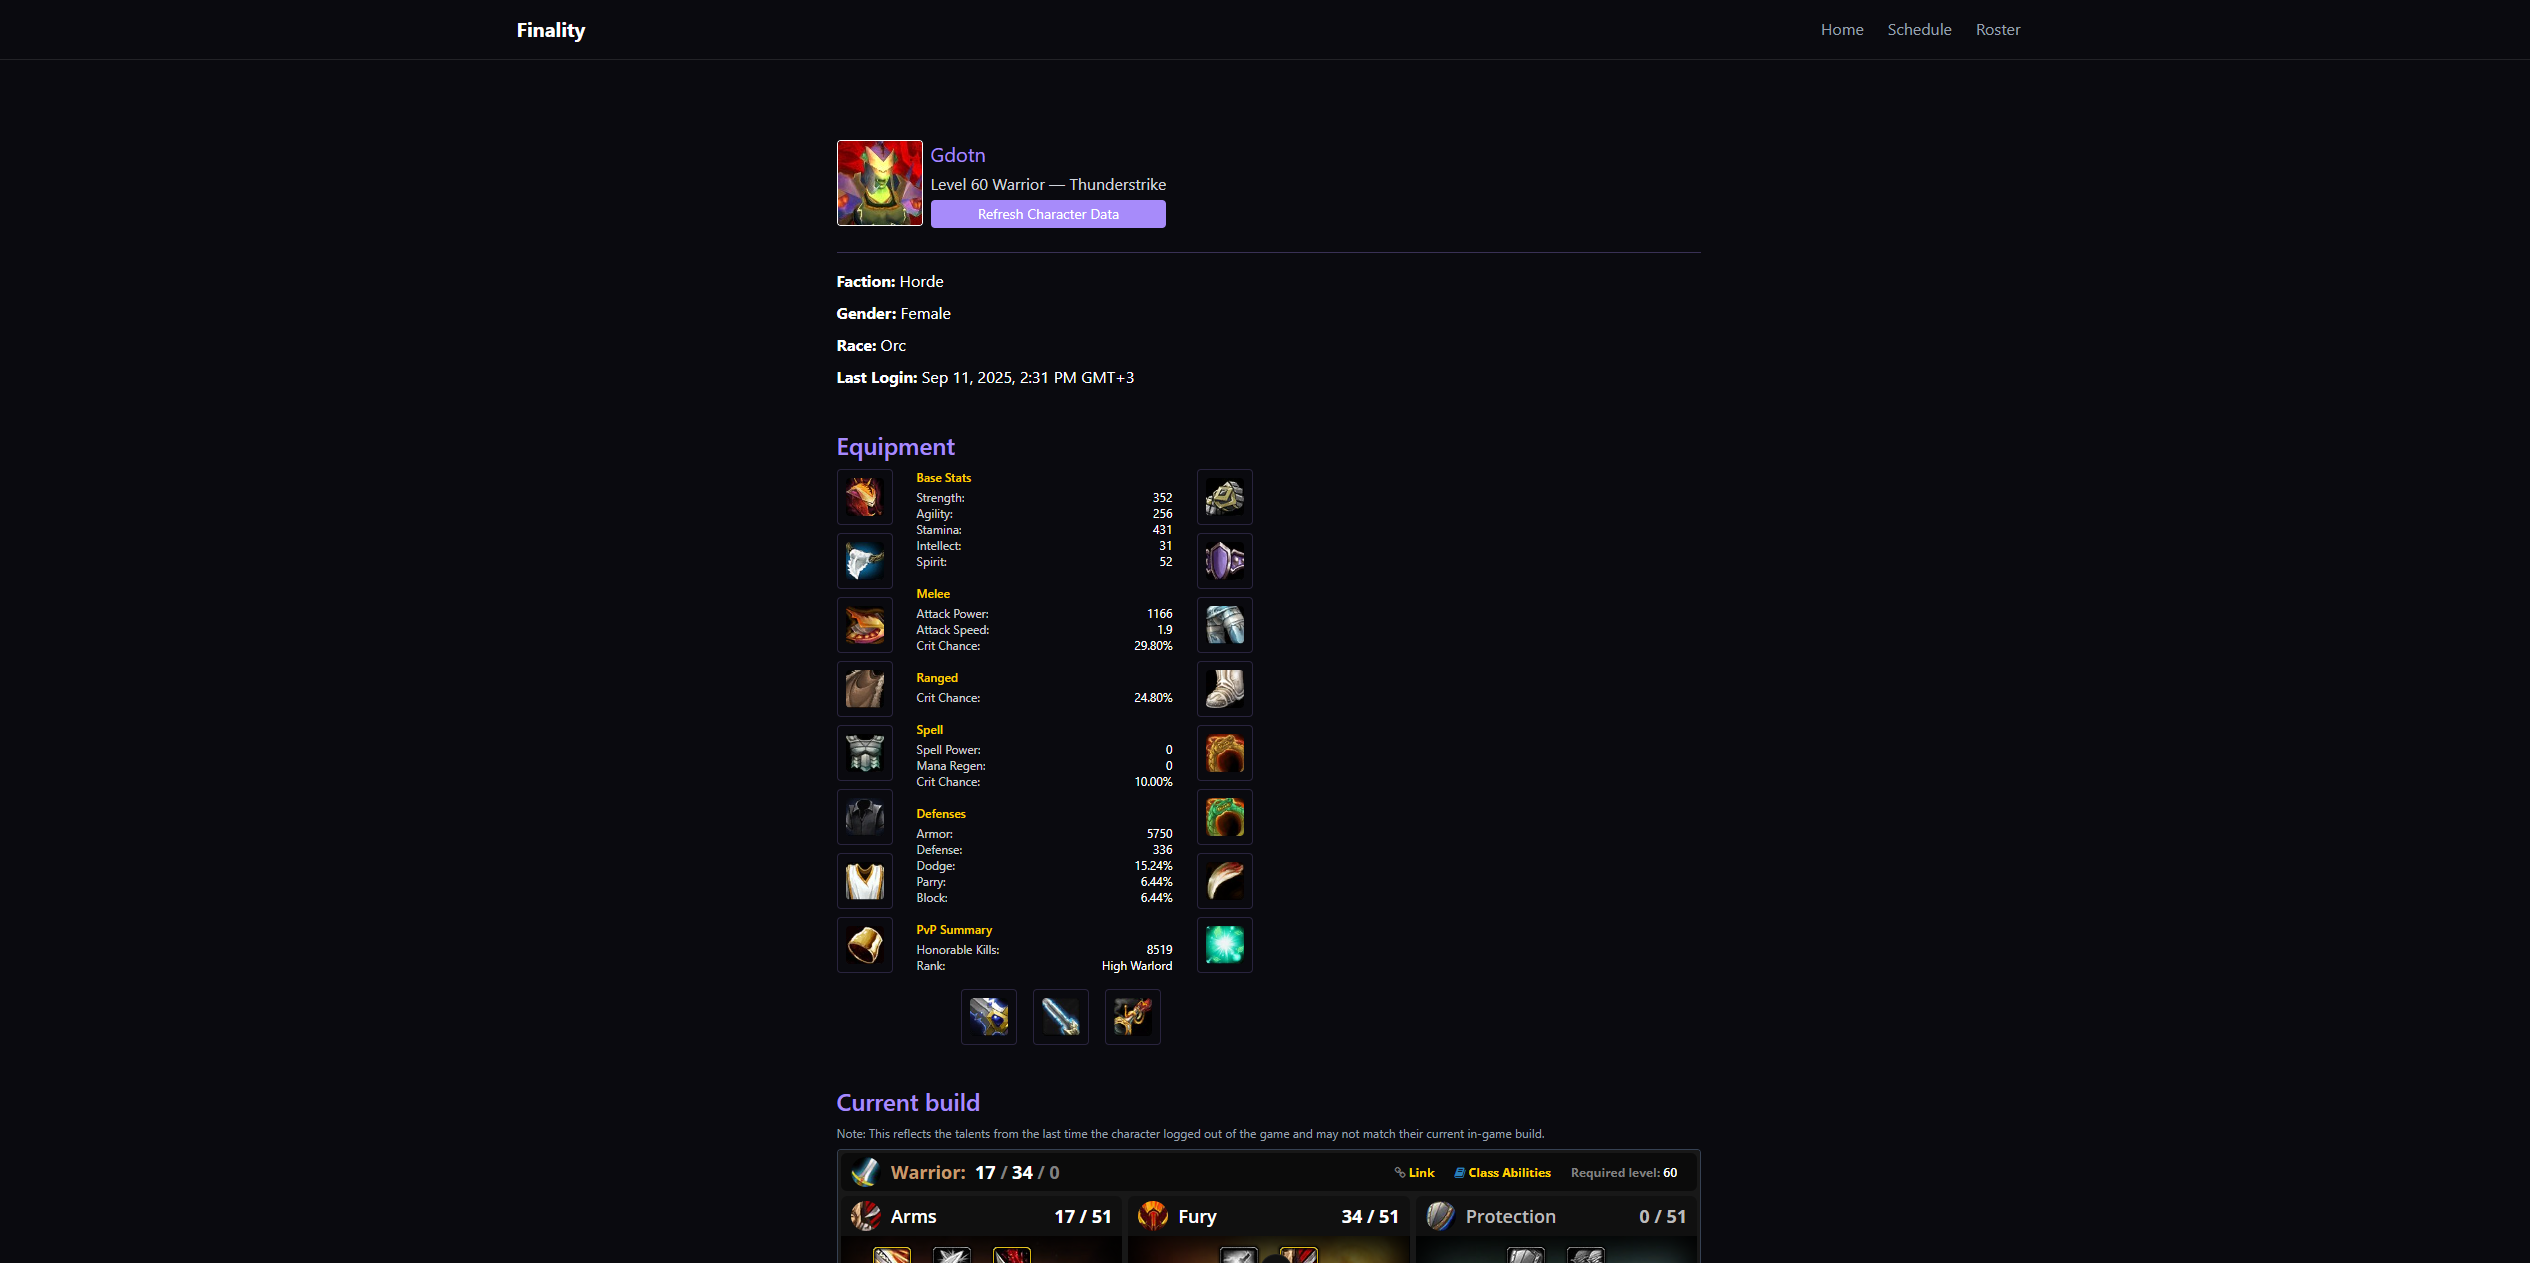 Finality
Home Schedule Roster
Gdotn
Level 60 Warrior — Thunderstrike
Refresh Character Data
Faction: Horde
Gender: Female
Race: Orc
Last Login: Sep 11, 2025, 2:31 PM GMT+3
Equipment
Base Stats
Strength: 352
Agility: 256
Stamina: 431
Intellect: 31
Spirit: 52
Melee
Attack Power: 1166
Attack Speed: 1.9
Crit Chance: 29.80%
Ranged
Crit Chance: 24.80%
Spell
Spell Power: 0
Mana Regen: 0
Crit Chance: 10.00%
Defenses
Armor: 5750
Defense: 336
Dodge: 15.24%
Parry: 6.44%
Block: 6.44%
PvP Summary
Honorable Kills: 8519
Rank: High Warlord
Current build
Note: This reflects the talents from the last time the character logged out of the game and may not match their current in-game build.
Warrior: 17 / 34 / 0 Link Class Abilities Required level: 60
Arms 17 / 51 Fury 34 / 51 Protection 0 / 51